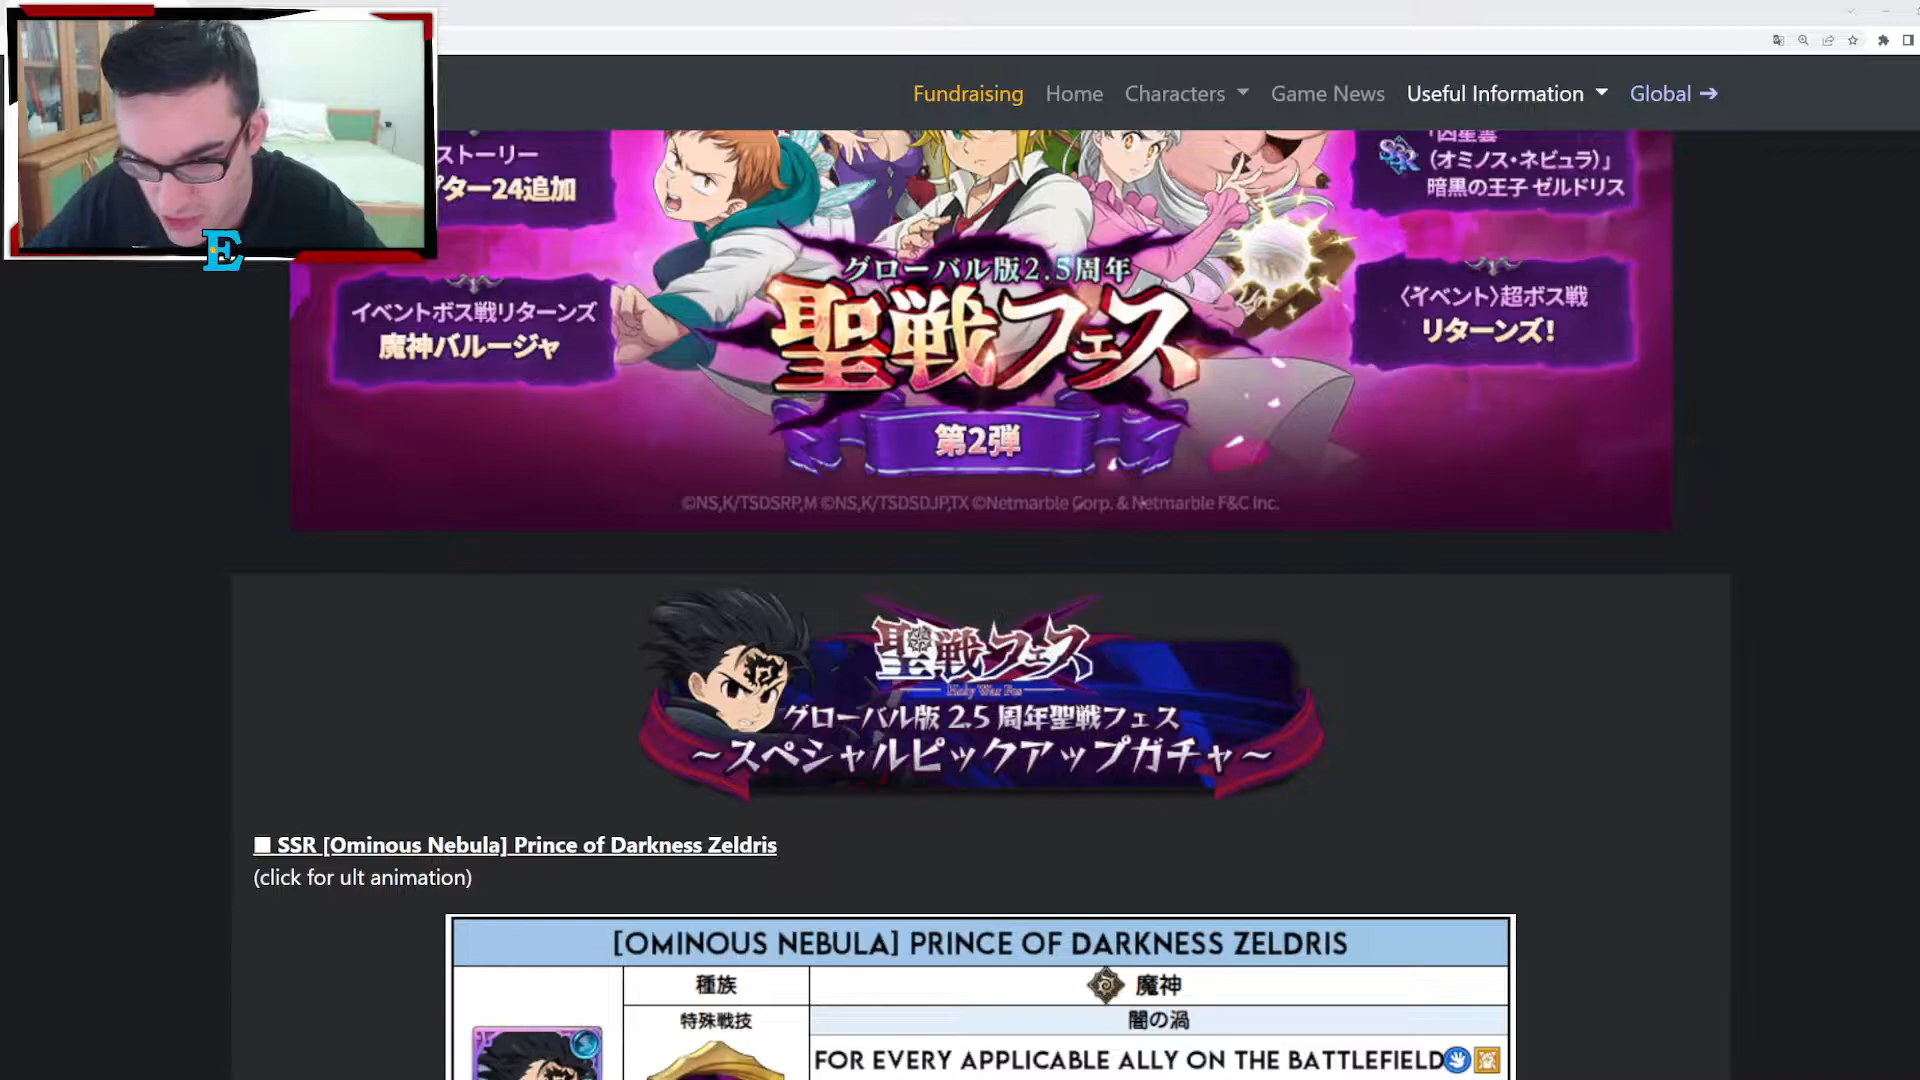 Fundraising Home Characters Game News Useful Information Global →
ストーリー
プター24追加
「凶星雲
(オミノス・ネビュラ)」
暗黒の王子 ゼルドリス
SSR
イベントボス戦リターンズ
魔神バルージャ
グローバル版2.5周年
聖戦フェス
第2弾
〈イベント〉超ボス戦
リターンズ!
©NS,K/TSDSRP,M ©NS,K/TSDSDJP,TX ©Netmarble Corp. & Netmarble F&C Inc.
E
聖戦フェス
Holy War Fes
グローバル版 2.5 周年聖戦フェス
~スペシャルピックアップガチャ~
■ SSR [Ominous Nebula] Prince of Darkness Zeldris
(click for ult animation)
[OMINOUS NEBULA] PRINCE OF DARKNESS ZELDRIS
種族
魔神
特殊戦技
闇の渦
FOR EVERY APPLICABLE ALLY ON THE BATTLEFIELD